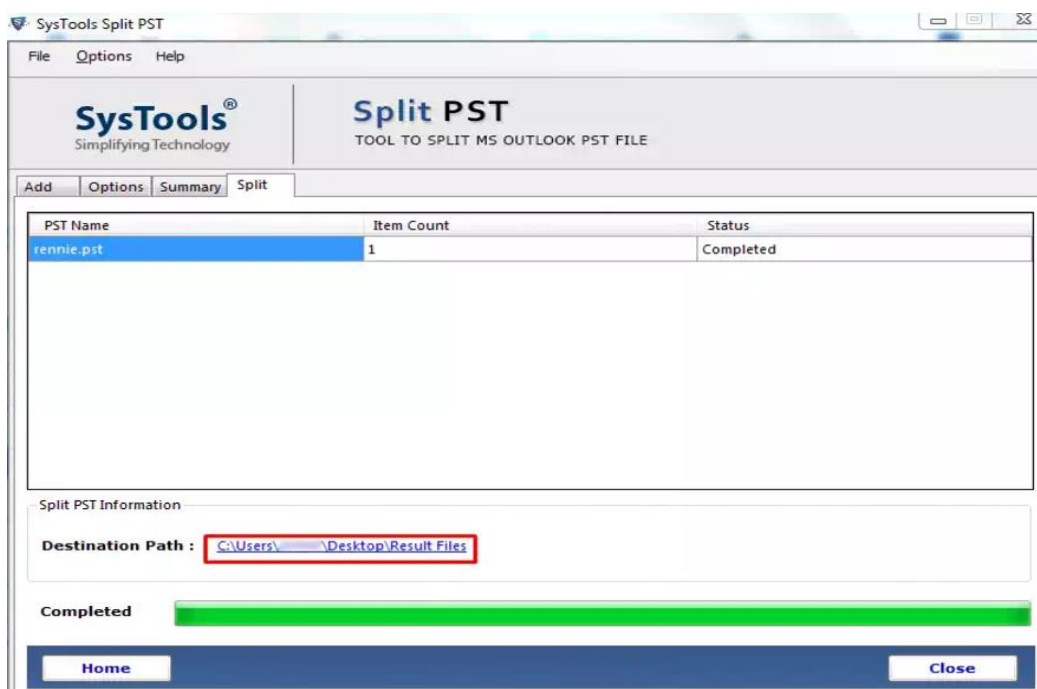 SysTools Split PST
File Options Help
SysTools®
Simplifying Technology
Split PST
TOOL TO SPLIT MS OUTLOOK PST FILE
Add Options Summary Split
PST Name Item Count Status
rennie.pst 1 Completed
Split PST Information
Destination Path : C:\Users\ \Desktop\Result Files
Completed
Home Close